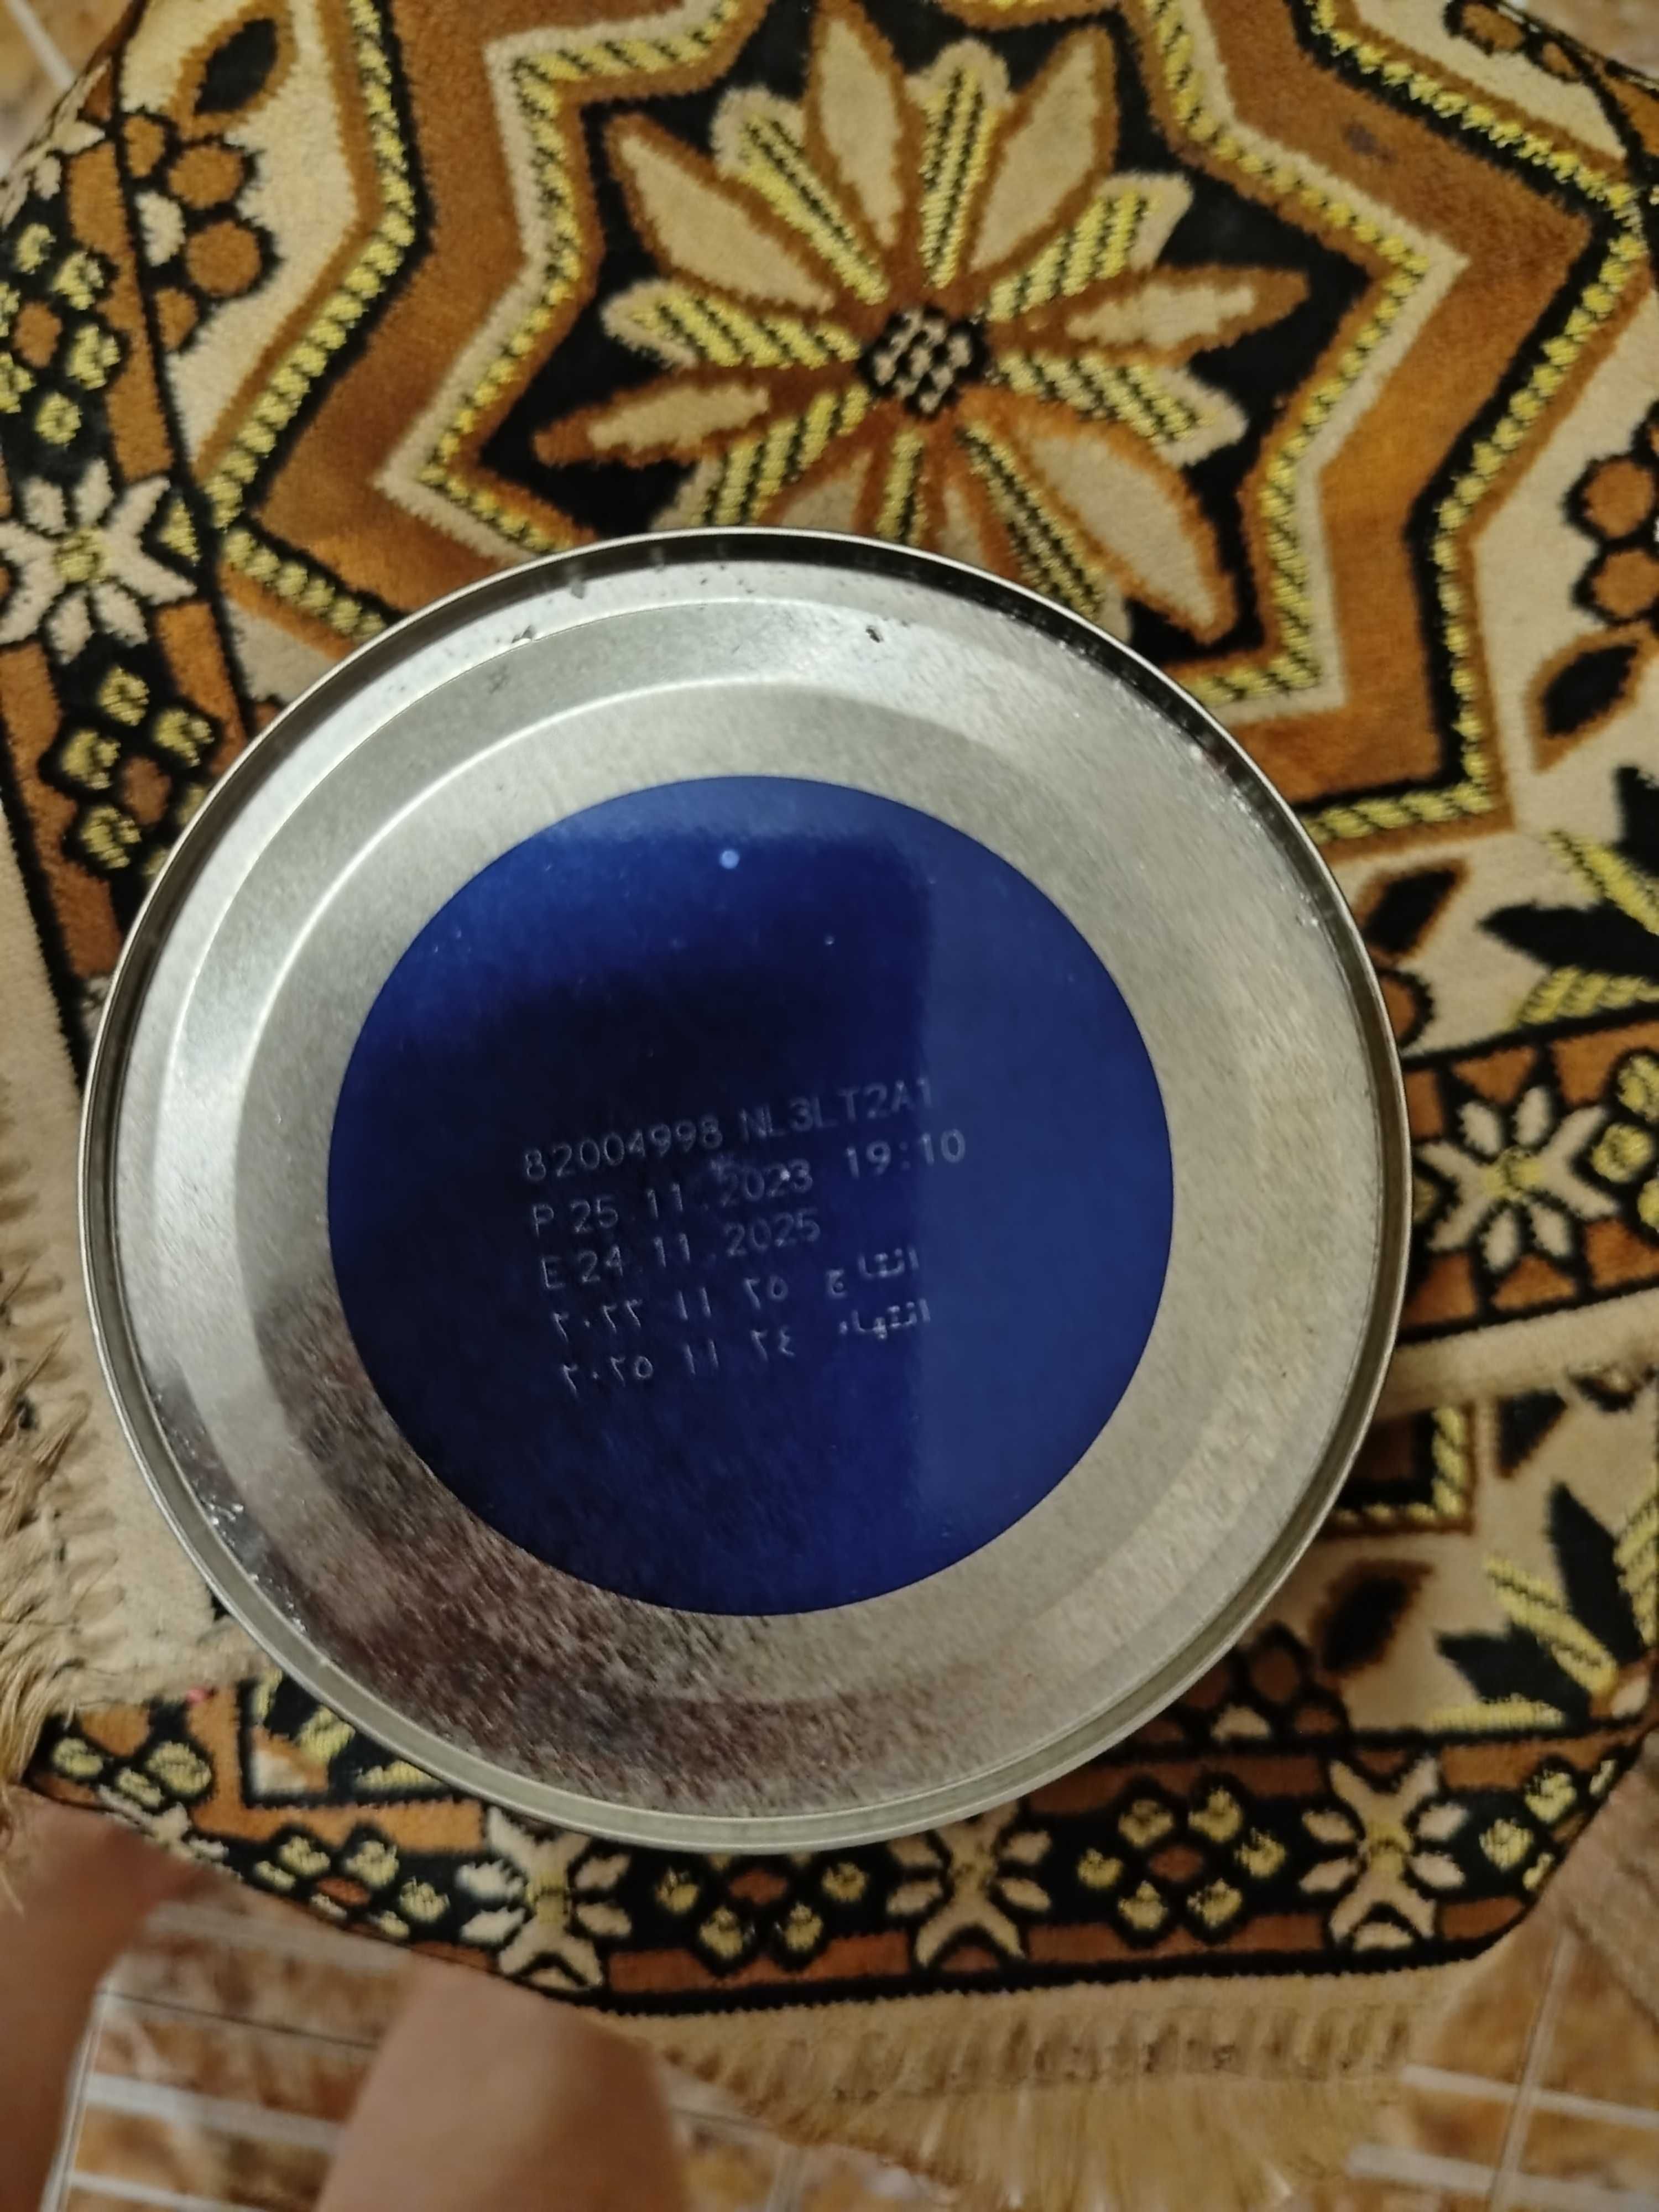 82004998 NL3LT2A1
P 25.11.2023 19:10
E 24.11.2025
انتاج ٢٥ ١١ ٢٠٢٣
انتهاء ٢٤ ١١ ٢٠٢٥